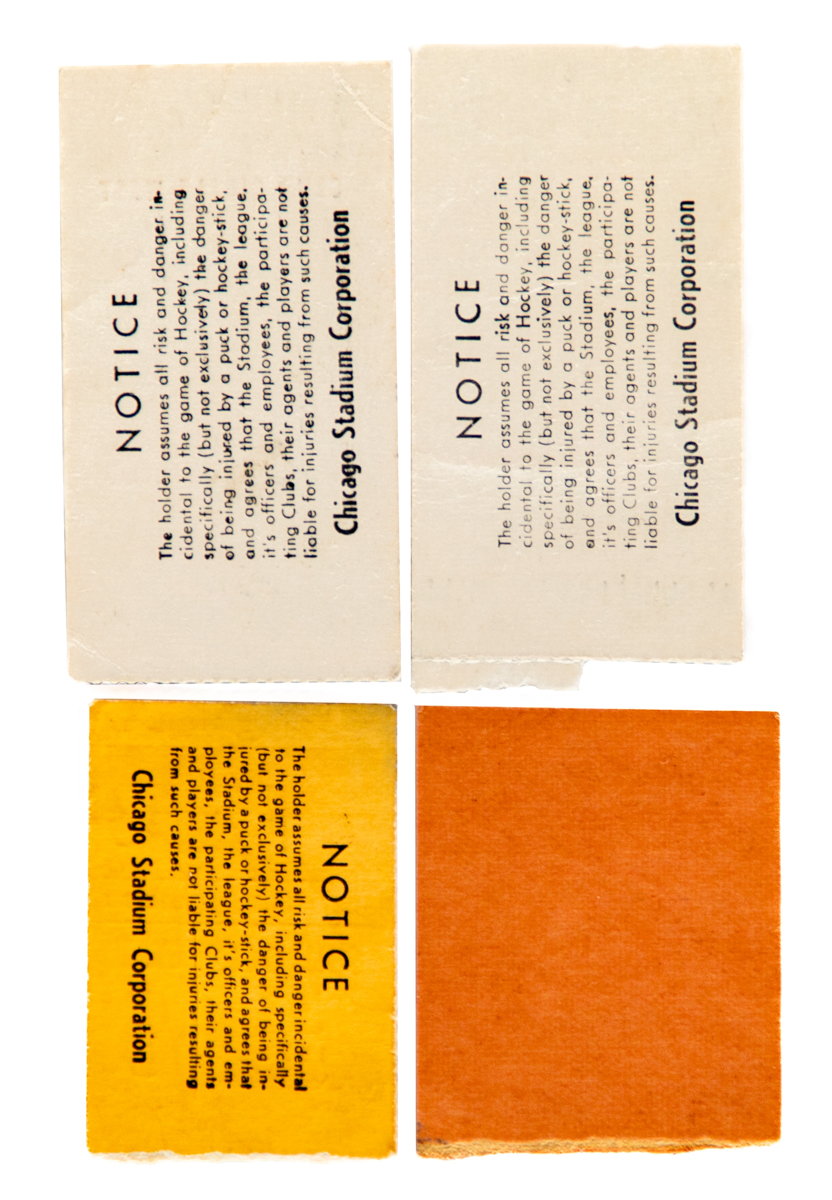 NOTICE
The holder assumes all risk and danger in-
cidental to the game of Hockey, including
specifically (but not exclusively) the danger
of being injured by a puck or hockey-stick,
and agrees that the Stadium, the league,
it's officers and employees, the participa-
ting Clubs, their agents and players are not
liable for injuries resulting from such causes.
Chicago Stadium Corporation
NOTICE
The holder assumes all risk and danger in-
cidental to the game of Hockey, including
specifically (but not exclusively) the danger
of being injured by a puck or hockey-stick,
and agrees that the Stadium, the league,
it's officers and employees, the participa-
ting Clubs, their agents and players are not
liable for injuries resulting from such causes.
Chicago Stadium Corporation
NOTICE
The holder assumes all risk and danger incidental
to the game of Hockey, including specifically
(but not exclusively) the danger of being in-
jured by a puck or hockey-stick, and agrees that
the Stadium, the league, it's officers and em-
ployees, the participating Clubs, their agents
and players are not liable for injuries resulting
from such causes.
Chicago Stadium Corporation